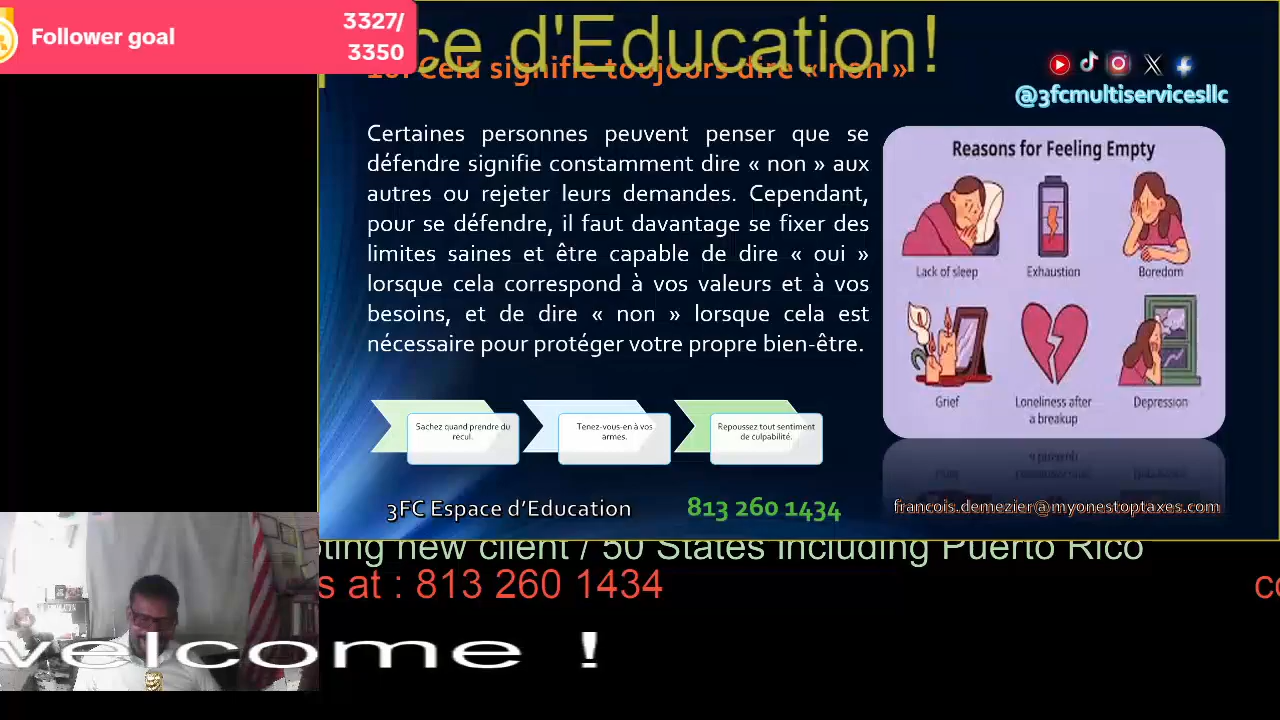 Follower goal
3327/
3350
ce d'Education!
10. Cela signifie toujours dire « non »
@3fcmultiservicesllc
Certaines personnes peuvent penser que se
défendre signifie constamment dire « non » aux
autres ou rejeter leurs demandes. Cependant,
pour se défendre, il faut davantage se fixer des
limites saines et être capable de dire « oui »
lorsque cela correspond à vos valeurs et à vos
besoins, et de dire « non » lorsque cela est
nécessaire pour protéger votre propre bien-être.
Reasons for Feeling Empty
Lack of sleep
Exhaustion
Boredom
Grief
Loneliness after
a breakup
Depression
Sachez quand prendre du
recul.
Tenez-vous-en à vos
armes.
Repoussez tout sentiment
de culpabilité.
3FC Espace d'Education
813 260 1434
francois.demezier@myonestoptaxes.com
pting new client / 50 States including Puerto Rico
s at : 813 260 1434
co
welcome !